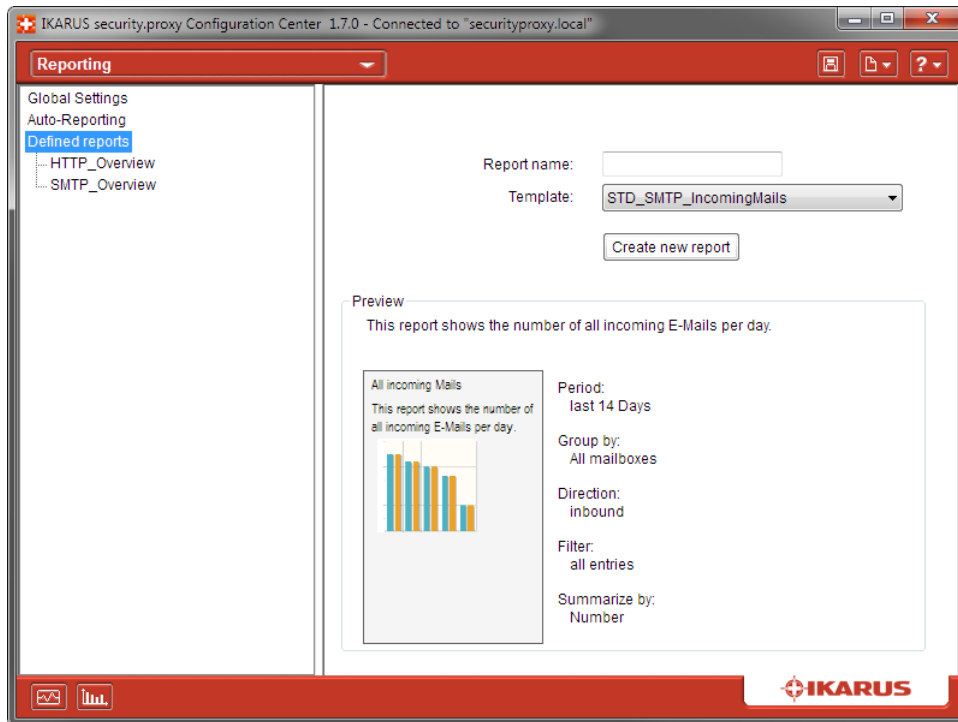 IKARUS security.proxy Configuration Center 1.7.0 - Connected to "securityproxy.local"
Reporting
?
Global Settings
Auto-Reporting
Defined reports
HTTP_Overview
SMTP_Overview
Report name:
Template: STD_SMTP_IncomingMails
Create new report
Preview
This report shows the number of all incoming E-Mails per day.
All incoming Mails
This report shows the number of
all incoming E-Mails per day.
Period:
last 14 Days
Group by:
All mailboxes
Direction:
inbound
Filter:
all entries
Summarize by:
Number
IKARUS